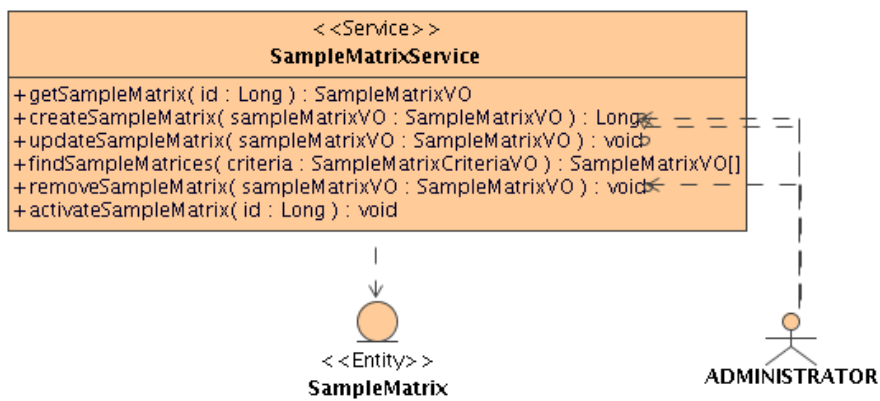 <<Service>>
SampleMatrixService
+getSampleMatrix( id : Long ) : SampleMatrixVO
+createSampleMatrix( sampleMatrixVO : SampleMatrixVO ) : Long
+updateSampleMatrix( sampleMatrixVO : SampleMatrixVO ) : void
+findSampleMatrices( criteria : SampleMatrixCriteriaVO ) : SampleMatrixVO[]
+removeSampleMatrix( sampleMatrixVO : SampleMatrixVO ) : void
+activateSampleMatrix( id : Long ) : void
<<Entity>>
SampleMatrix
ADMINISTRATOR